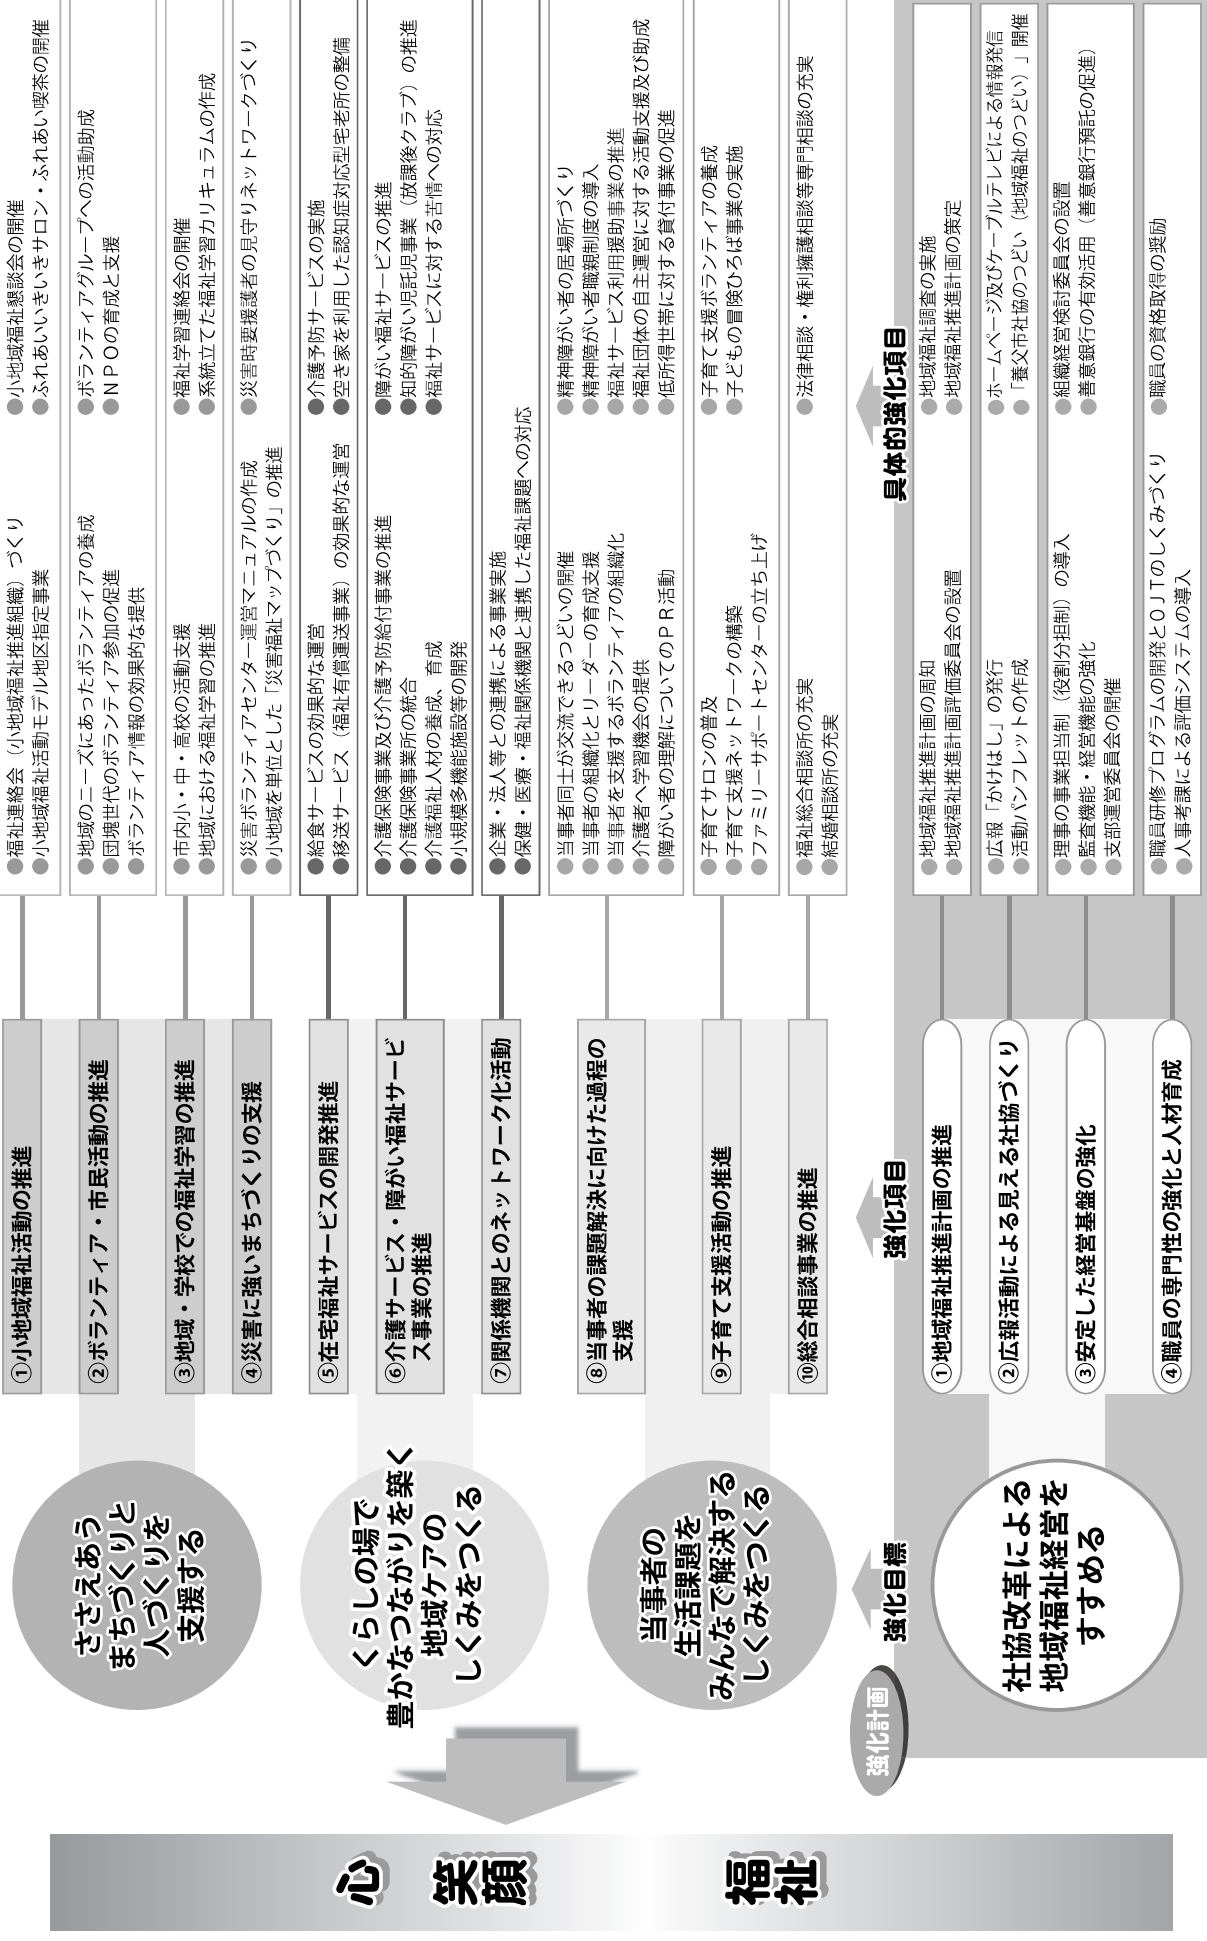 心
笑顔
福祉
ささえあう
まちづくりと
人づくりを
支援する
①小地域福祉活動の推進
●福祉連絡会（小地域福祉推進組織）づくり
●小地域福祉活動モデル地区指定事業
●小地域福祉懇談会の開催
●ふれあいいきいきサロン・ふれあい喫茶の開催
②ボランティア・市民活動の推進
●地域のニーズにあったボランティアの養成
●団塊世代のボランティア参加の促進
●ボランティア情報の効果的な提供
●ボランティアグループへの活動助成
●ＮＰＯの育成と支援
③地域・学校での福祉学習の推進
●市内小・中・高校の活動支援
●地域における福祉学習の推進
●福祉学習連絡会の開催
●系統立てた福祉学習カリキュラムの作成
④災害に強いまちづくりの支援
●災害ボランティアセンター運営マニュアルの作成
●小地域を単位とした「災害福祉マップづくり」の推進
●災害時要援護者の見守りネットワークづくり
くらしの場で
豊かなつながりを築く
地域ケアの
しくみをつくる
⑤在宅福祉サービスの開発推進
●給食サービスの効果的な運営
●移送サービス（福祉有償運送事業）の効果的な運営
●介護予防サービスの実施
●空き家を利用した認知症対応型宅老所の整備
⑥介護サービス・障がい福祉サービ
ス事業の推進
●介護保険事業及び介護予防給付事業の推進
●介護保険事業所の統合
●介護福祉人材の養成、育成
●小規模多機能施設等の開発
●障がい福祉サービスの推進
●知的障がい児託児事業（放課後クラブ）の推進
●福祉サービスに対する苦情への対応
⑦関係機関とのネットワーク化活動
●企業・法人等との連携による事業実施
●保健・医療・福祉関係機関と連携した福祉課題への対応
当事者の
生活課題を
みんなで解決する
しくみをつくる
⑧当事者の課題解決に向けた過程の
支援
●当事者同士が交流できるつどいの開催
●当事者の組織化とリーダーの育成支援
●当事者を支援するボランティアの組織化
●介護者へ学習機会の提供
●障がい者の理解についてのＰＲ活動
●精神障がい者の居場所づくり
●精神障がい者職親制度の導入
●福祉サービス利用援助事業の推進
●福祉団体の自主運営に対する活動支援及び助成
●低所得世帯に対する貸付事業の促進
⑨子育て支援活動の推進
●子育てサロンの普及
●子育て支援ネットワークの構築
●ファミリーサポートセンターの立ち上げ
●子育て支援ボランティアの養成
●子どもの冒険ひろば事業の実施
⑩総合相談事業の推進
●福祉総合相談所の充実
●結婚相談所の充実
●法律相談・権利擁護相談等専門相談の充実
強化計画
強化目標
強化項目
具体的強化項目
社協改革による
地域福祉経営を
すすめる
①地域福祉推進計画の推進
●地域福祉推進計画の周知
●地域福祉推進計画評価委員会の設置
●地域福祉調査の実施
●地域福祉推進計画の策定
②広報活動による見える社協づくり
●広報「かけはし」の発行
●活動パンフレットの作成
●ホームページ及びケーブルテレビによる情報発信
●「養父市社協のつどい（地域福祉のつどい）」開催
③安定した経営基盤の強化
●理事の事業担当制（役割分担制）の導入
●監査機能・経営機能の強化
●支部運営委員会の開催
●組織経営検討委員会の設置
●善意銀行の有効活用（善意銀行預託の促進）
④職員の専門性の強化と人材育成
●職員研修プログラムの開発とＯＪＴのしくみづくり
●人事考課による評価システムの導入
●職員の資格取得の奨励